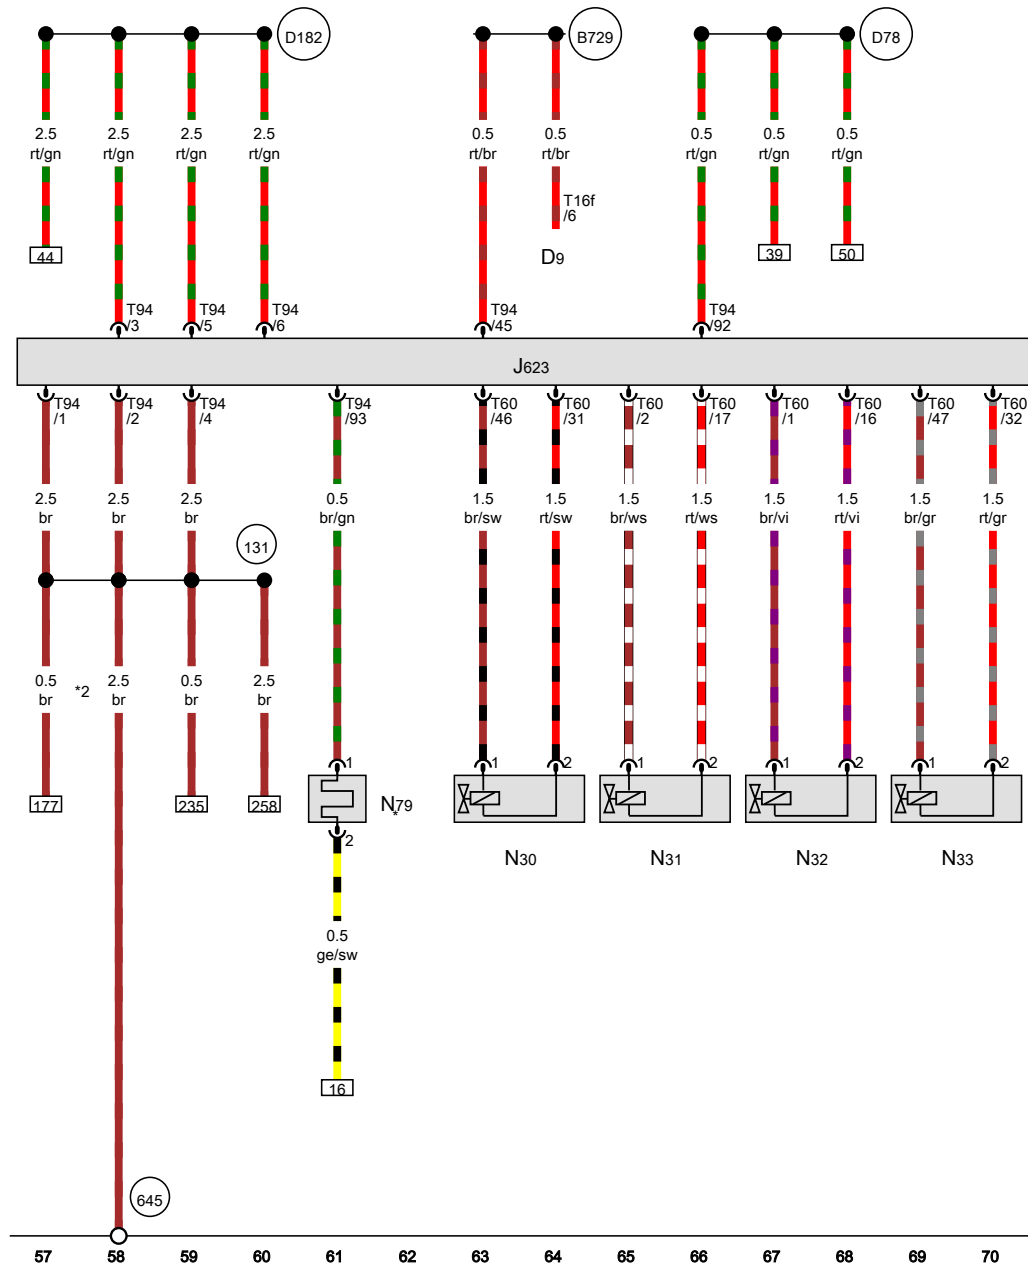 D182
B729
D78
2.5
rt/gn
2.5
rt/gn
2.5
rt/gn
2.5
rt/gn
0.5
rt/br
0.5
rt/br
0.5
rt/gn
0.5
rt/gn
0.5
rt/gn
T16f
/6
44
D9
39
50
T94
/3
T94
/5
T94
/6
T94
/45
T94
/92
J623
T94
/1
T94
/2
T94
/4
T94
/93
T60
/46
T60
/31
T60
/2
T60
/17
T60
/1
T60
/16
T60
/47
T60
/32
2.5
br
2.5
br
2.5
br
0.5
br/gn
1.5
br/sw
1.5
rt/sw
1.5
br/ws
1.5
rt/ws
1.5
br/vi
1.5
rt/vi
1.5
br/gr
1.5
rt/gr
131
0.5
br
*2
2.5
br
0.5
br
2.5
br
1
1
2
1
2
1
2
1
2
177
235
258
N79
*
2
N30
N31
N32
N33
0.5
ge/sw
16
645
57 58 59 60 61 62 63 64 65 66 67 68 69 70